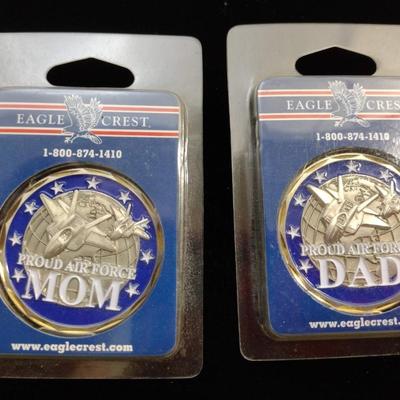 EAGLE CREST®
1-800-874-1410
PROUD AIR FORCE
MOM
www.eaglecrest.com
EAGLE CREST
1-800-874-1410
PROUD AIR FORCE
DAD
www.eaglecrest